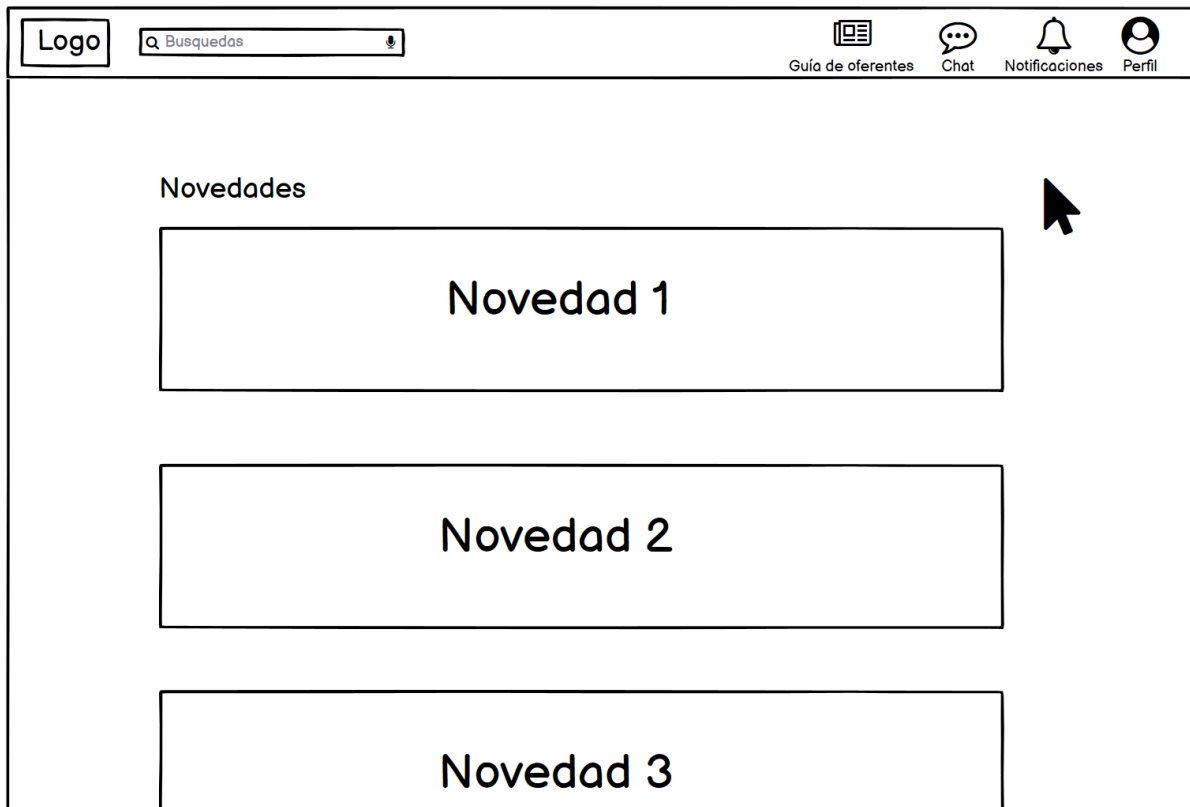 Logo
Busquedas
Guía de oferentes
Chat
Notificaciones
Perfil
Novedades
Novedad 1
Novedad 2
Novedad 3